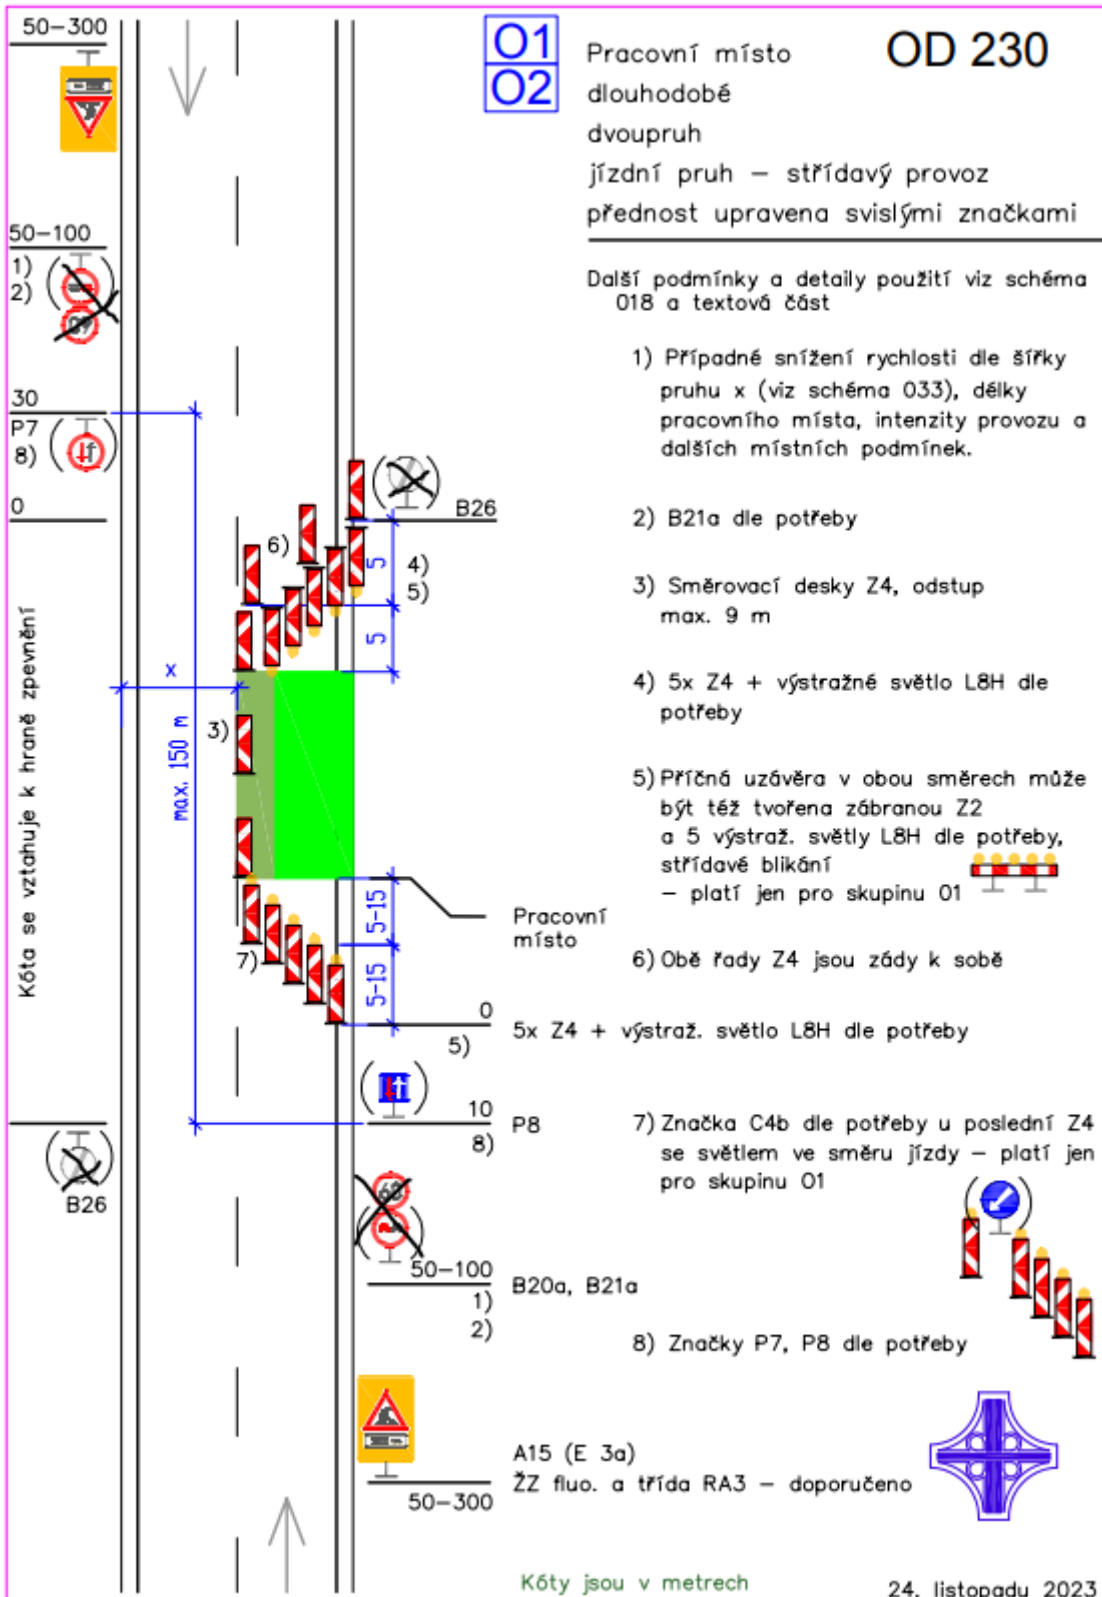 50-300
O1
O2
Pracovní místo
OD 230
dlouhodobé
dvoupruh
jízdní pruh – střídavý provoz
přednost upravena svislými značkami
50-100
1)
2)
Další podmínky a detaily použití viz schéma
018 a textová část
1) Případné snížení rychlosti dle šířky
pruhu x (viz schéma 033), délky
pracovního místa, intenzity provozu a
dalších místních podmínek.
30
P7
8)
0
B26
2) B21a dle potřeby
6)
5
4)
5)
5
3) Směrovací desky Z4, odstup
max. 9 m
x
3)
max. 150 m
Kóta se vztahuje k hraně zpevnění
4) 5x Z4 + výstražné světlo L8H dle
potřeby
5) Příčná uzávěra v obou směrech může
být též tvořena zábranou Z2
a 5 výstraž. světly L8H dle potřeby,
střídavé blikání
– platí jen pro skupinu O1
Pracovní
místo
5-15
5-15
7)
6) Obě řady Z4 jsou zády k sobě
0
5)
5x Z4 + výstraž. světlo L8H dle potřeby
10
8)
P8
7) Značka C4b dle potřeby u poslední Z4
se světlem ve směru jízdy – platí jen
pro skupinu O1
B26
50-100
1)
2)
B20a, B21a
8) Značky P7, P8 dle potřeby
A15 (E 3a)
ŽZ fluo. a třída RA3 – doporučeno
50-300
Kóty jsou v metrech
24. listopadu 2023